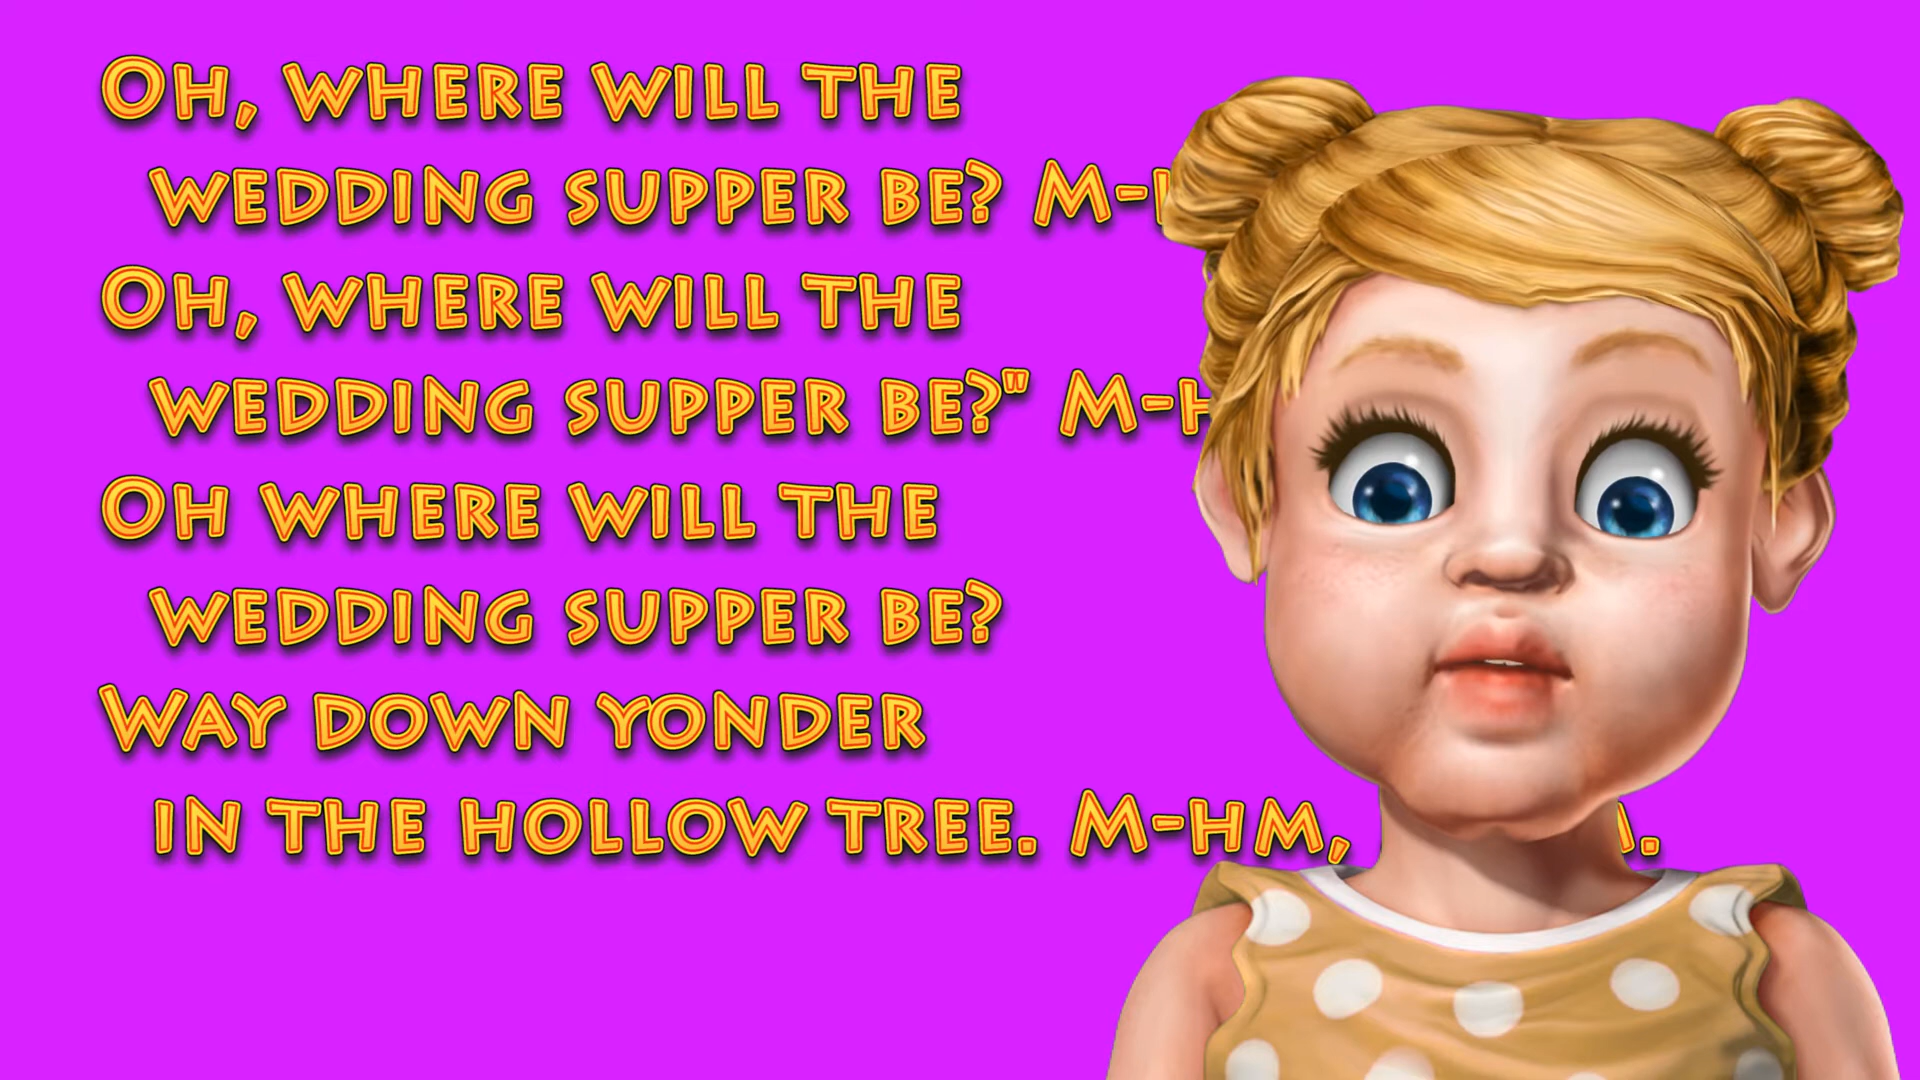 Oh, where will the
wedding supper be? M-
Oh, where will the
wedding supper be?" M-H
Oh where will the
wedding supper be?
Way down yonder
in the hollow tree. M-hm,